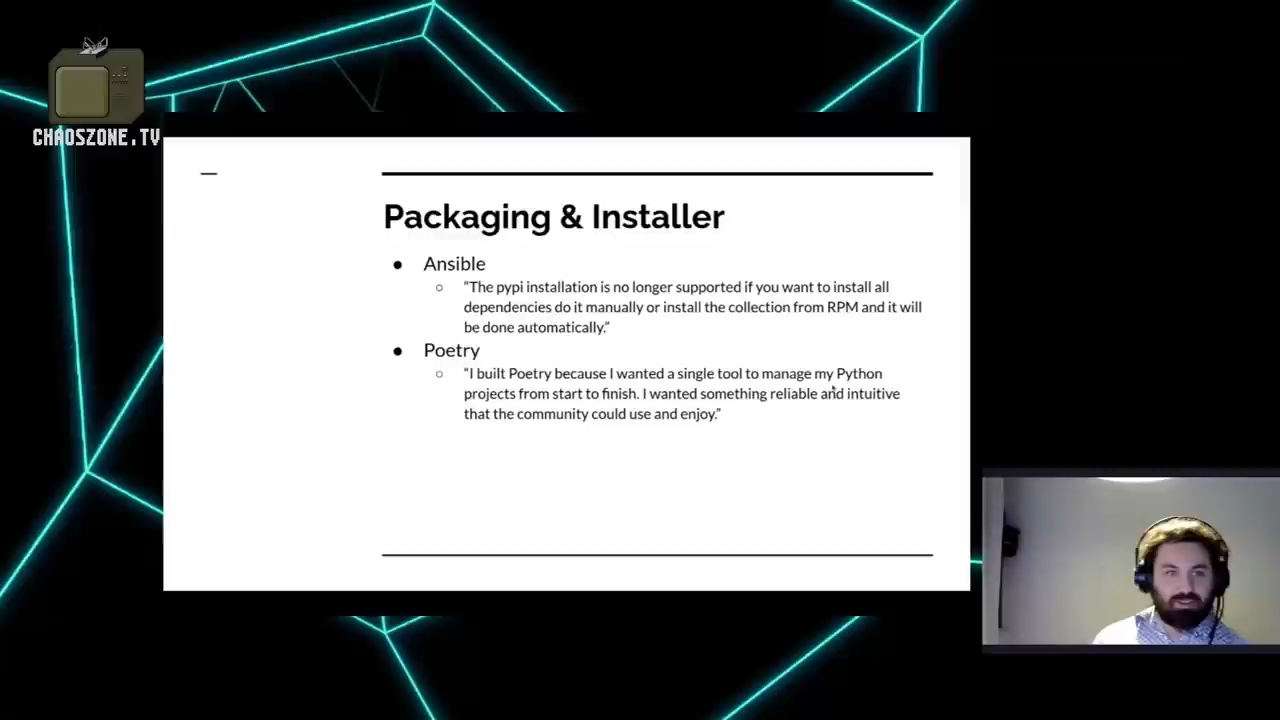 CHAOSZONE.TV
Packaging & Installer
● Ansible
○ “The pypi installation is no longer supported if you want to install all
dependencies do it manually or install the collection from RPM and it will
be done automatically.”
● Poetry
○ “I built Poetry because I wanted a single tool to manage my Python
projects from start to finish. I wanted something reliable and intuitive
that the community could use and enjoy.”